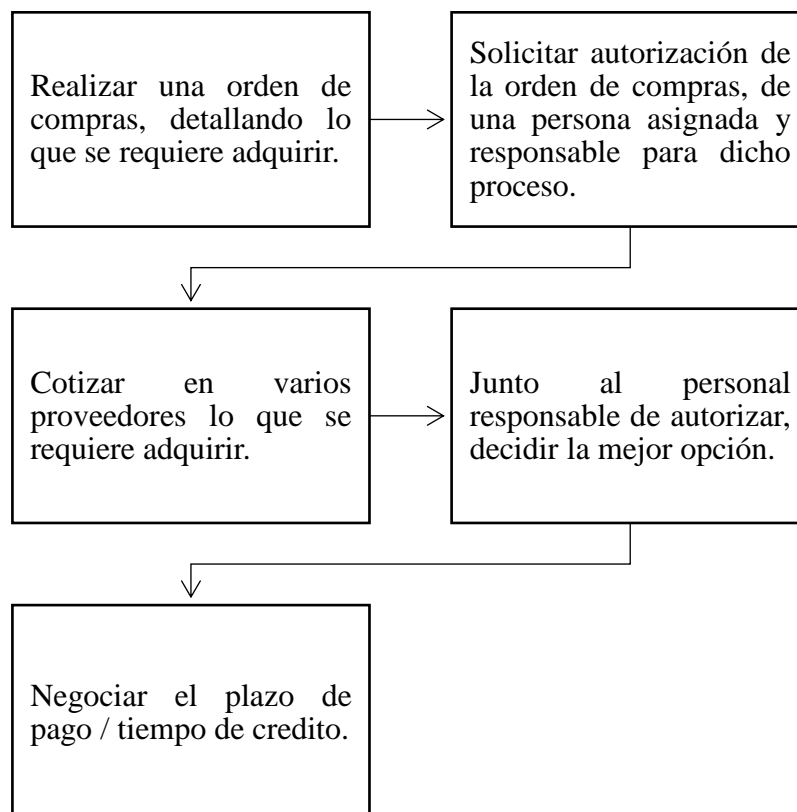 Realizar una orden de
compras, detallando lo
que se requiere adquirir.
Solicitar autorización de
la orden de compras, de
una persona asignada y
responsable para dicho
proceso.
Cotizar en varios
proveedores lo que se
requiere adquirir.
Junto al personal
responsable de autorizar,
decidir la mejor opción.
Negociar el plazo de
pago / tiempo de credito.